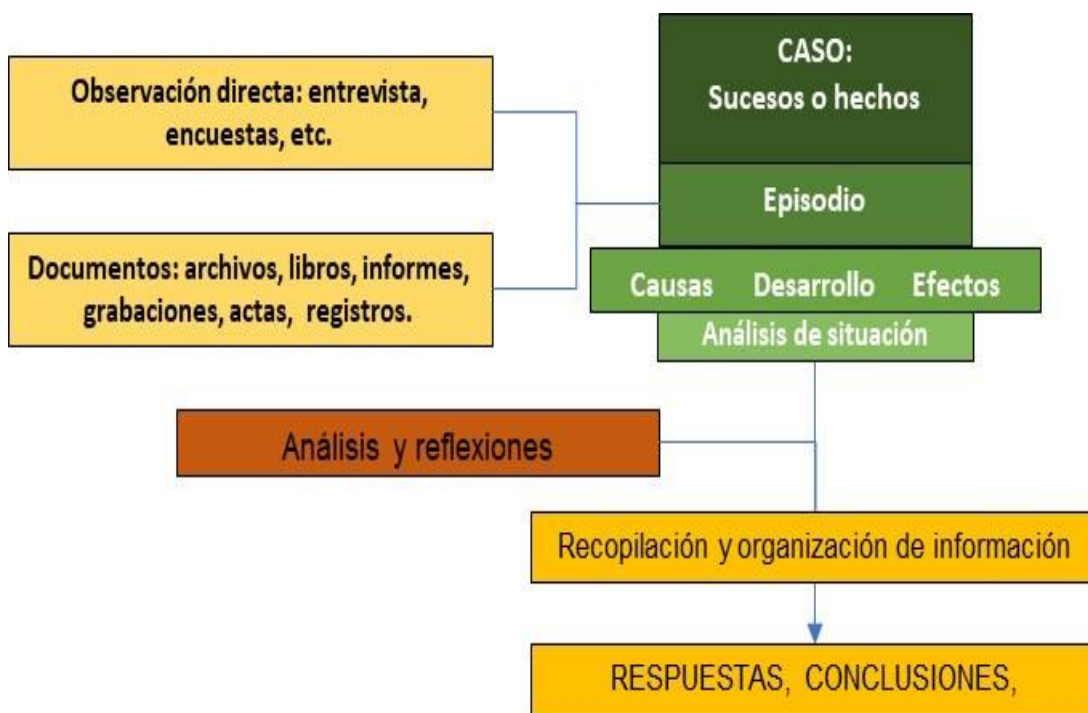 CASO:
Sucesos o hechos
Observación directa: entrevista,
encuestas, etc.
Episodio
Documentos: archivos, libros, informes,
grabaciones, actas, registros.
Causas Desarrollo Efectos
Análisis de situación
Análisis y reflexiones
Recopilación y organización de información
RESPUESTAS, CONCLUSIONES,